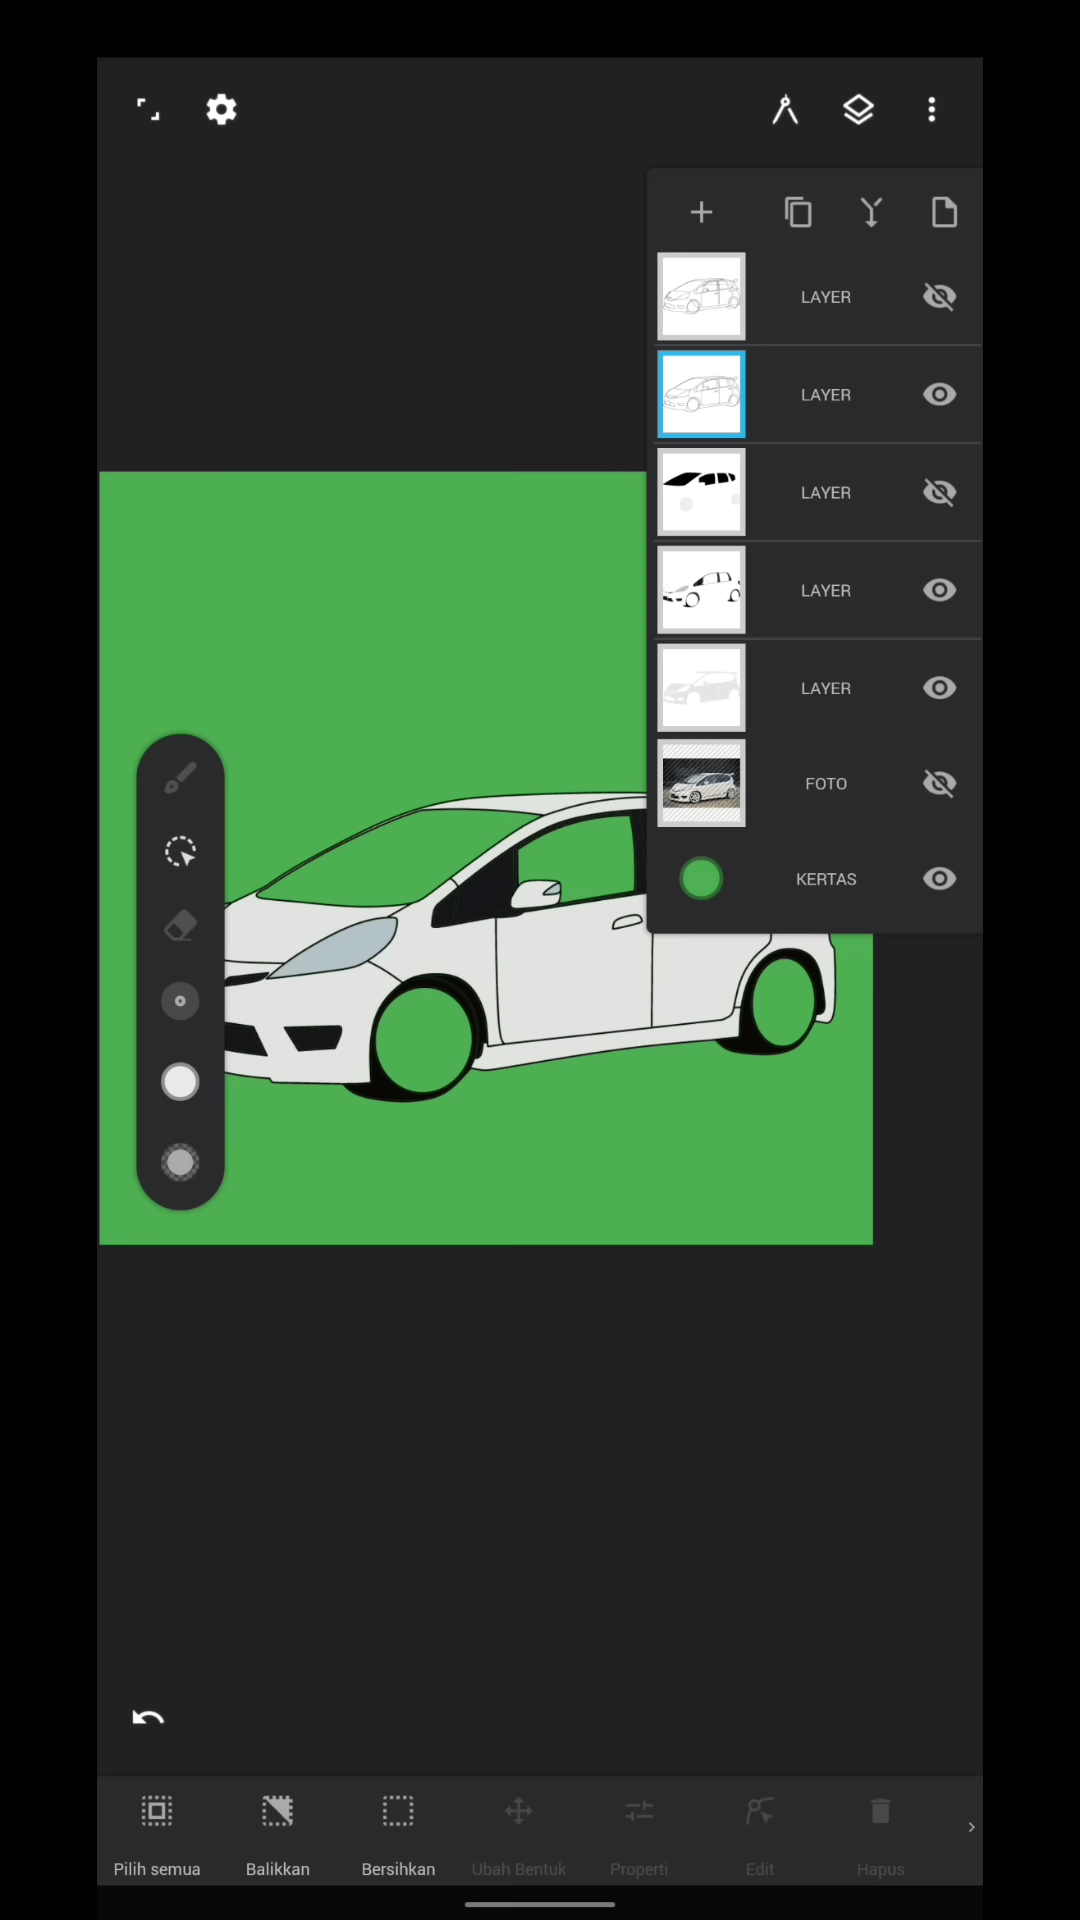 LAYER
LAYER
LAYER
LAYER
LAYER
FOTO
KERTAS
Pilih semua
Balikkan
Bersihkan
Ubah Bentuk
Properti
Edit
Hapus